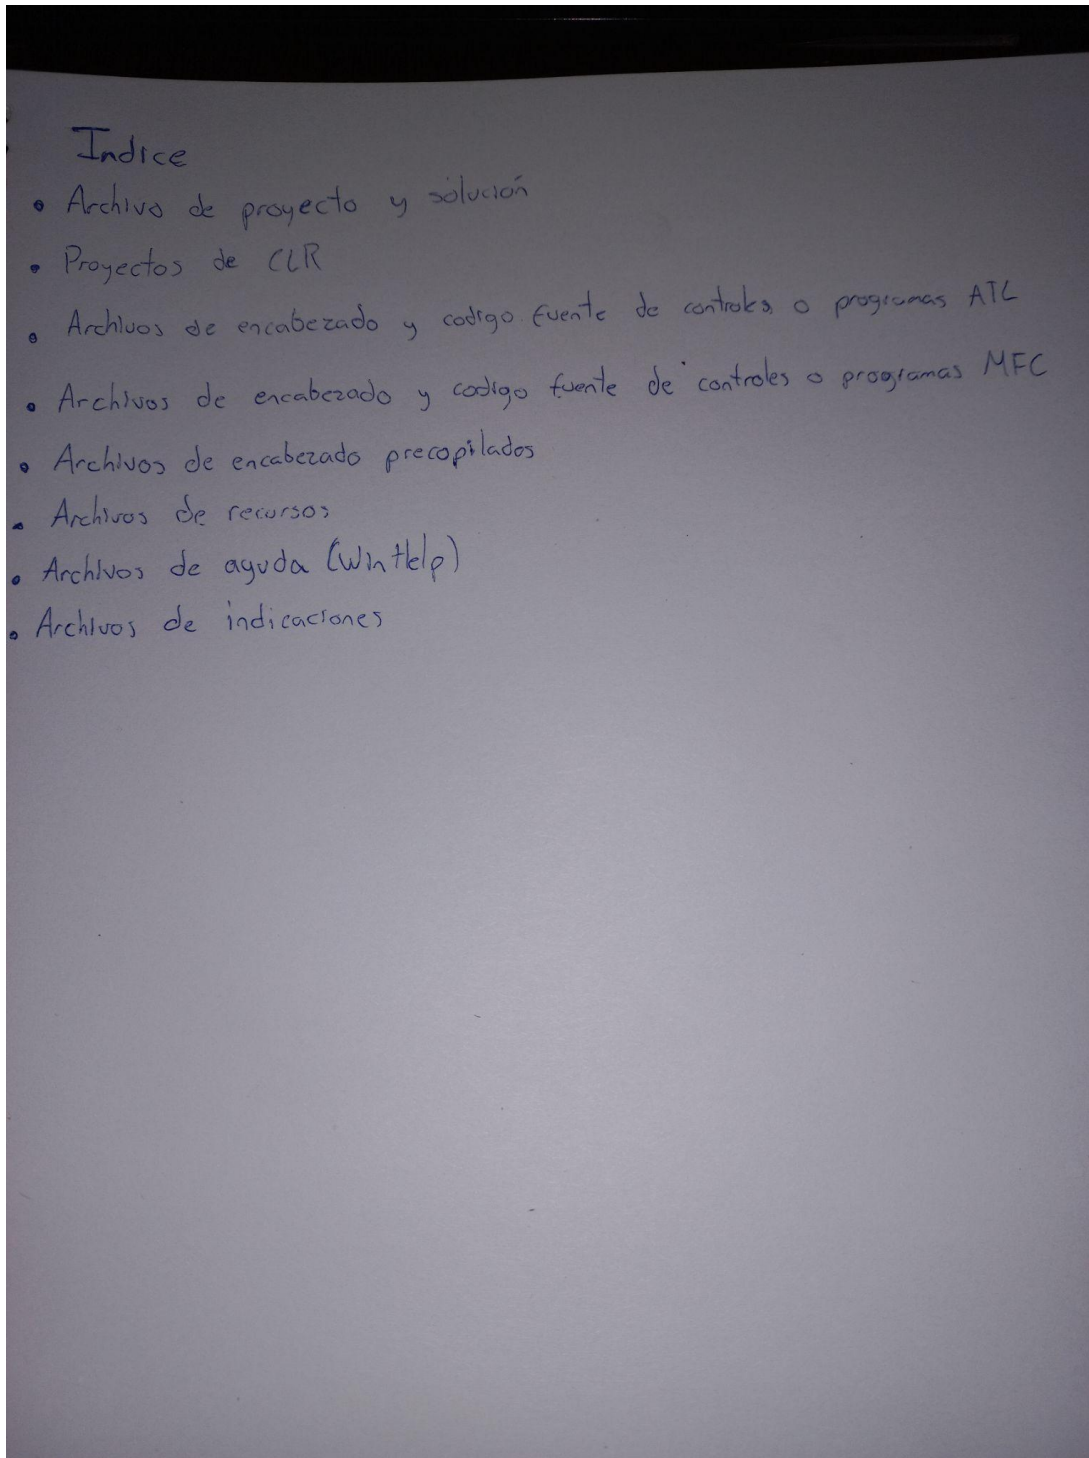 Indice
• Archivo de proyecto y solución
• Proyectos de CLR
• Archivos de encabezado y codigo fuente de controles o programas ATL
• Archivos de encabezado y codigo fuente de controles o programas MFC
• Archivos de encabezado precopilados
• Archivos de recursos
• Archivos de ayuda (WinHelp)
• Archivos de indicaciones